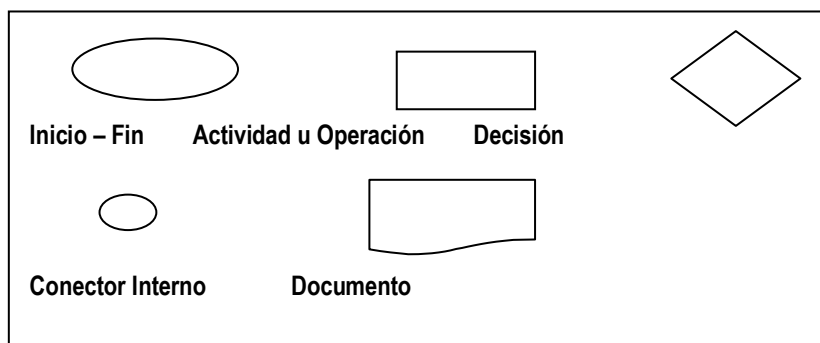 Inicio – Fin Actividad u Operación Decisión
Conector Interno Documento